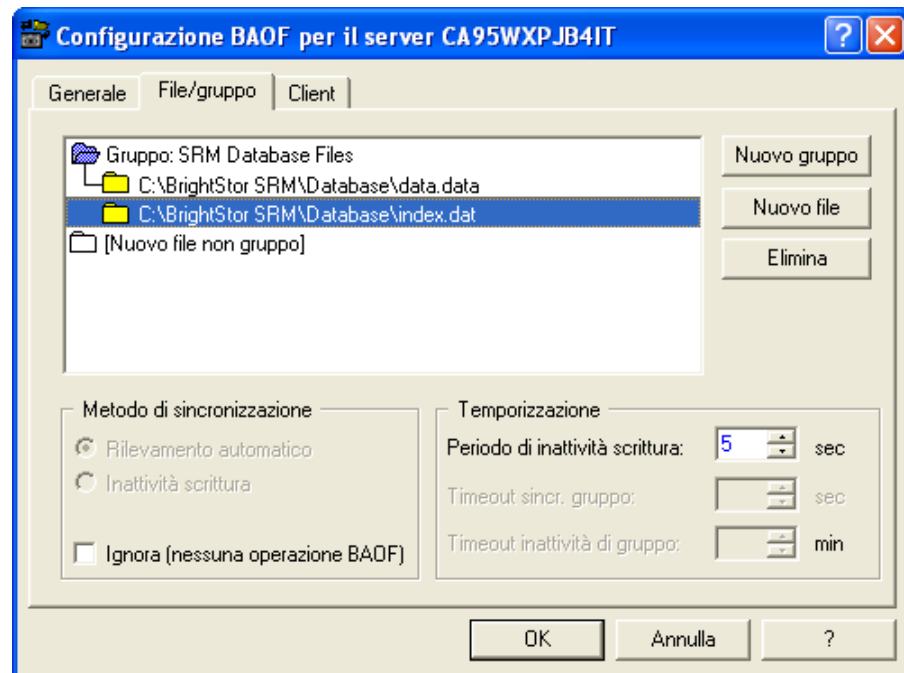 Configurazione BAOF per il server CA95WXPJB4IT
Generale File/gruppo Client
Gruppo: SRM Database Files
C:\BrightStor SRM\Database\data.data
C:\BrightStor SRM\Database\index.dat
[Nuovo file non gruppo]
Nuovo gruppo
Nuovo file
Elimina
Metodo di sincronizzazione
Rilevamento automatico
Inattività scrittura
Ignora (nessuna operazione BAOF)
Temporizzazione
Periodo di inattività scrittura: 5 sec
Timeout sincr. gruppo: sec
Timeout inattività di gruppo: min
OK Annulla ?